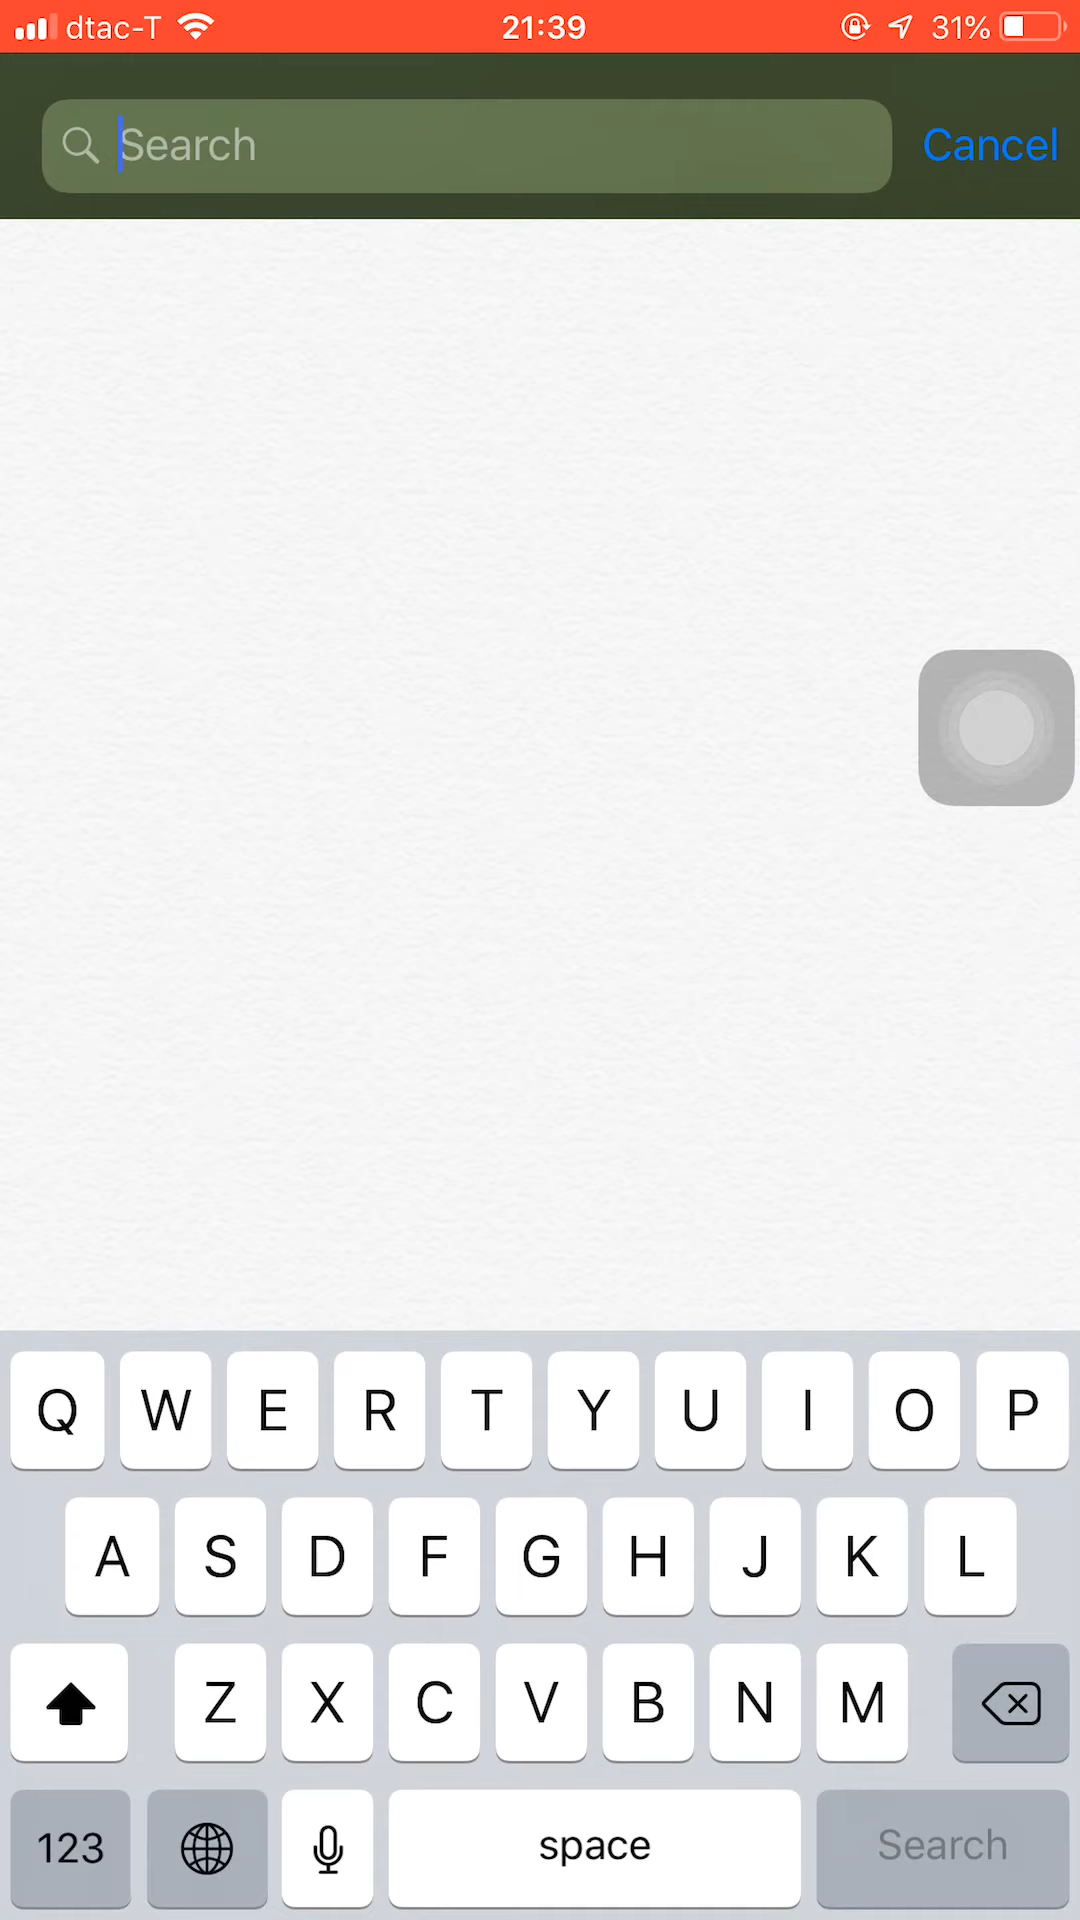 dtac-T 21:39 31%
Search Cancel
Q W E R T Y U I O P
A S D F G H J K L
Z X C V B N M
123 space Search